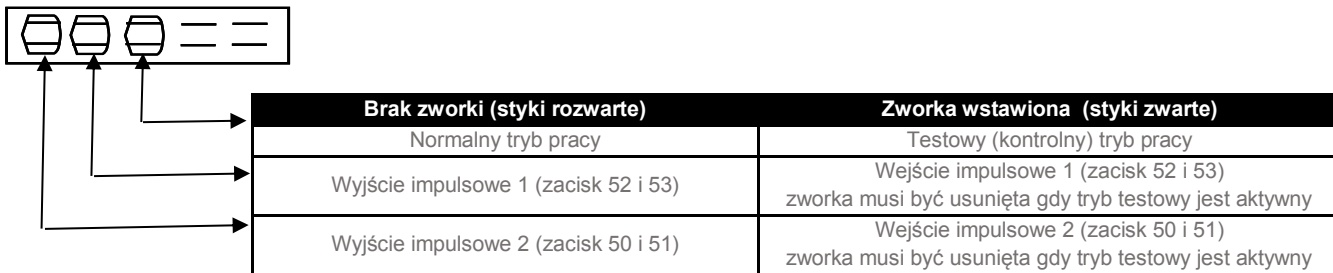 Brak zworki (styki rozwarte) Zworka wstawiona (styki zwarte)
Normalny tryb pracy Testowy (kontrolny) tryb pracy
Wyjście impulsowe 1 (zacisk 52 i 53) Wejście impulsowe 1 (zacisk 52 i 53)
zworka musi być usunięta gdy tryb testowy jest aktywny
Wyjście impulsowe 2 (zacisk 50 i 51) Wejście impulsowe 2 (zacisk 50 i 51)
zworka musi być usunięta gdy tryb testowy jest aktywny